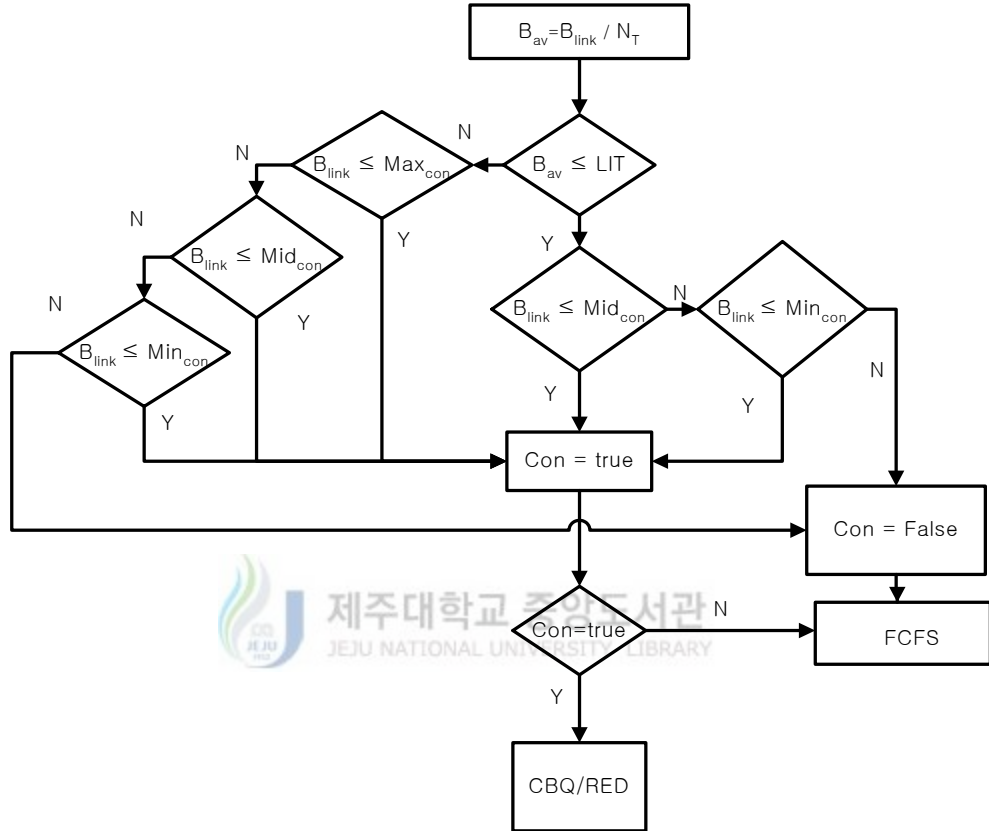 B_av=B_link / N_T
N
B_link ≤ Max_con
B_av ≤ LIT
N
Y
Y
N
B_link ≤ Mid_con
B_link ≤ Mid_con
N
B_link ≤ Min_con
N
Y
B_link ≤ Min_con
N
Y
Y
Y
Con = true
Con = False
제주대학교 중앙도서관
JEJU NATIONAL UNIVERSITY LIBRARY
JEJU
1952
Con=true
N
FCFS
Y
CBQ/RED